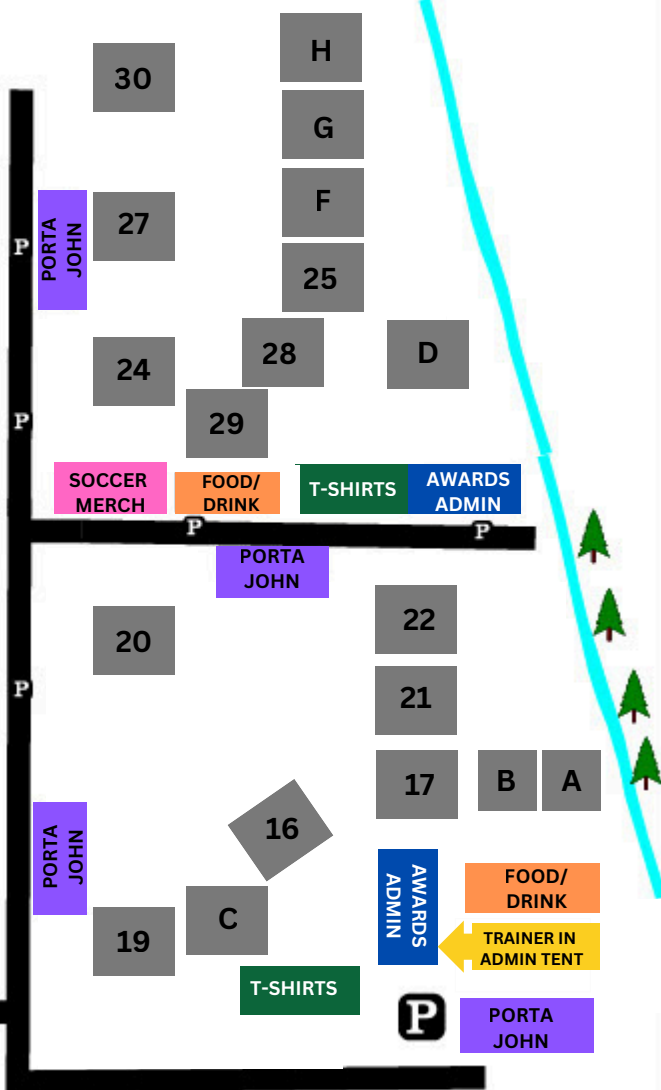 H
30
G
F
27
PORTA
JOHN
P
25
28
D
24
29
P
SOCCER
MERCH
FOOD/
DRINK
T-SHIRTS
AWARDS
ADMIN
P
P
PORTA
JOHN
22
20
P
21
17
B
A
16
PORTA
JOHN
AWARDS
ADMIN
FOOD/
DRINK
C
19
TRAINER IN
ADMIN TENT
T-SHIRTS
P
PORTA
JOHN